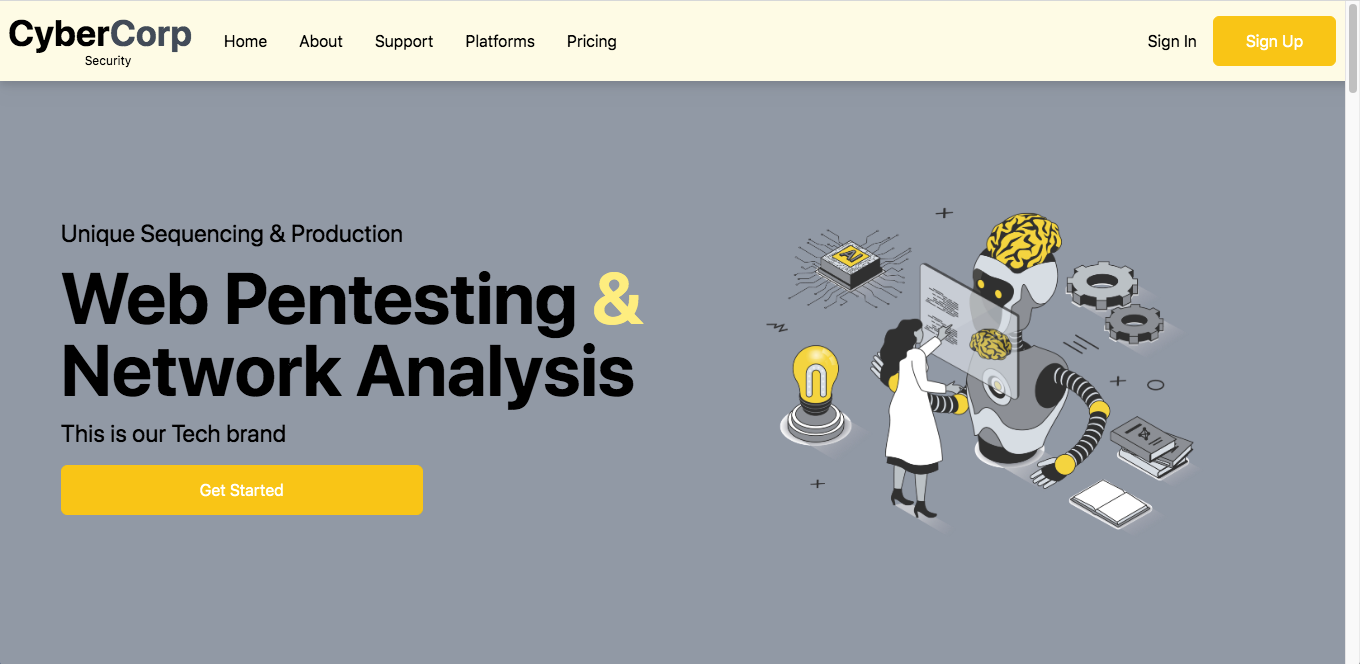 CyberCorp
Security
Home About Support Platforms Pricing
Sign In Sign Up
Unique Sequencing & Production
Web Pentesting &
Network Analysis
This is our Tech brand
Get Started
AI